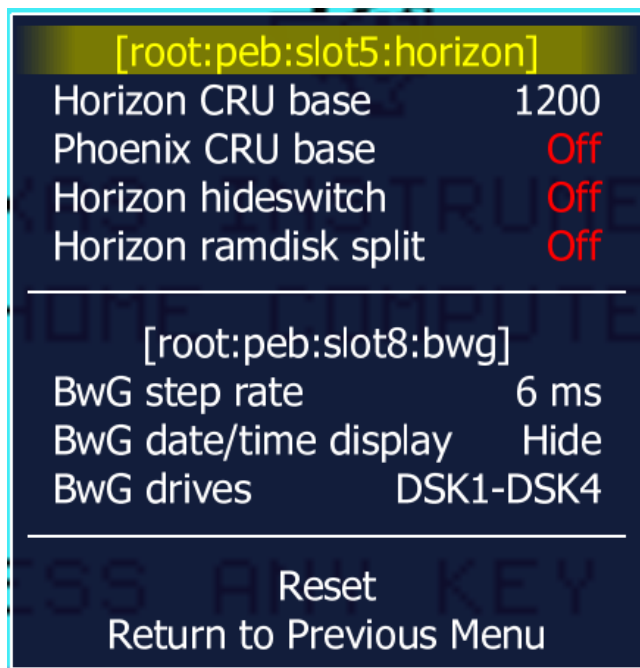 [root:peb:slot5:horizon]
Horizon CRU base 1200
Phoenix CRU base Off
Horizon hideswitch Off
Horizon ramdisk split Off
[root:peb:slot8:bwg]
BwG step rate 6 ms
BwG date/time display Hide
BwG drives DSK1-DSK4
Reset
Return to Previous Menu